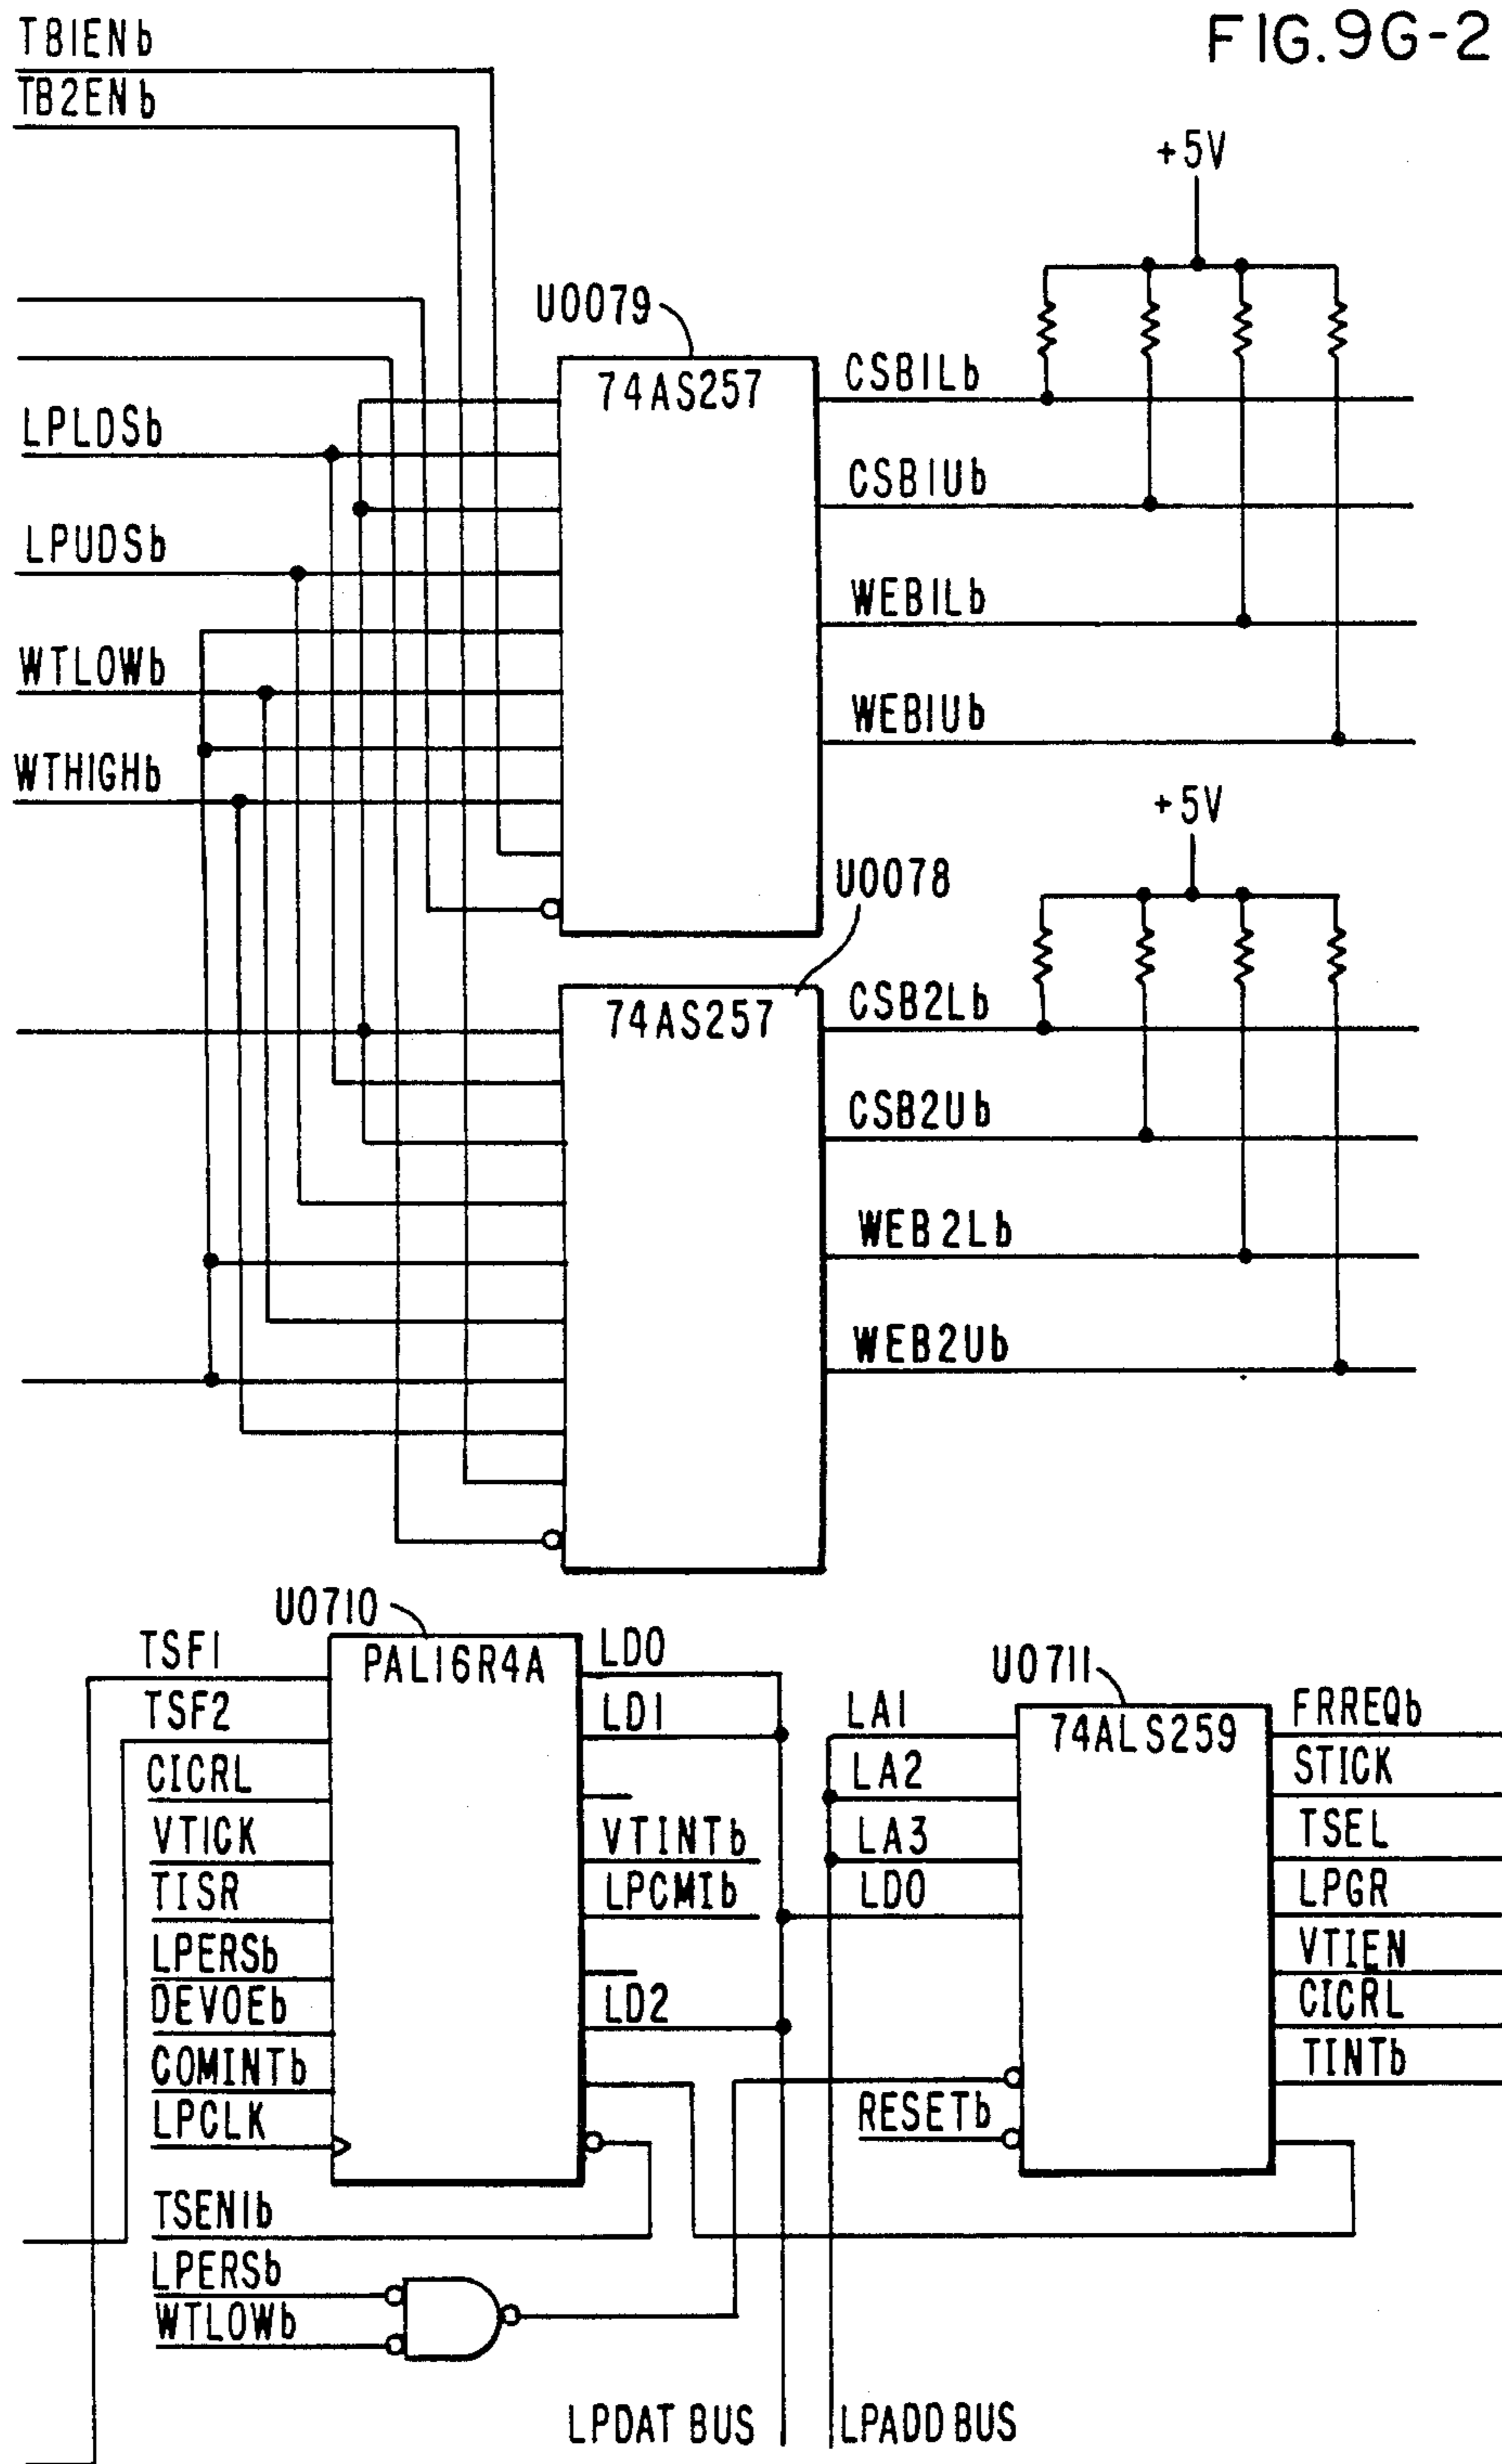 FIG.9G-2
TB1ENb
TB2ENb
+5V
U0079
74AS257
CSB1Lb
LPLDSb
CSB1Ub
LPUDSb
WEB1Lb
WTLOWb
WEB1Ub
WTHIGHb
+5V
U0078
74AS257
CSB2Lb
CSB2Ub
WEB2Lb
WEB2Ub
U0710
PAL16R4A
TSF1
TSF2
CICRL
VTICK
TISR
LPERSb
DEVOEb
COMINTb
LPCLK
TSEN1b
LPERSb
WTLOWb
LD0
LD1
VTINTb
LPCMIb
LD2
U0711
74ALS259
LA1
LA2
LA3
LD0
RESETb
FRREQb
STICK
TSEL
LPGR
VTIEN
CICRL
TINTb
LPDAT BUS
LPADD BUS